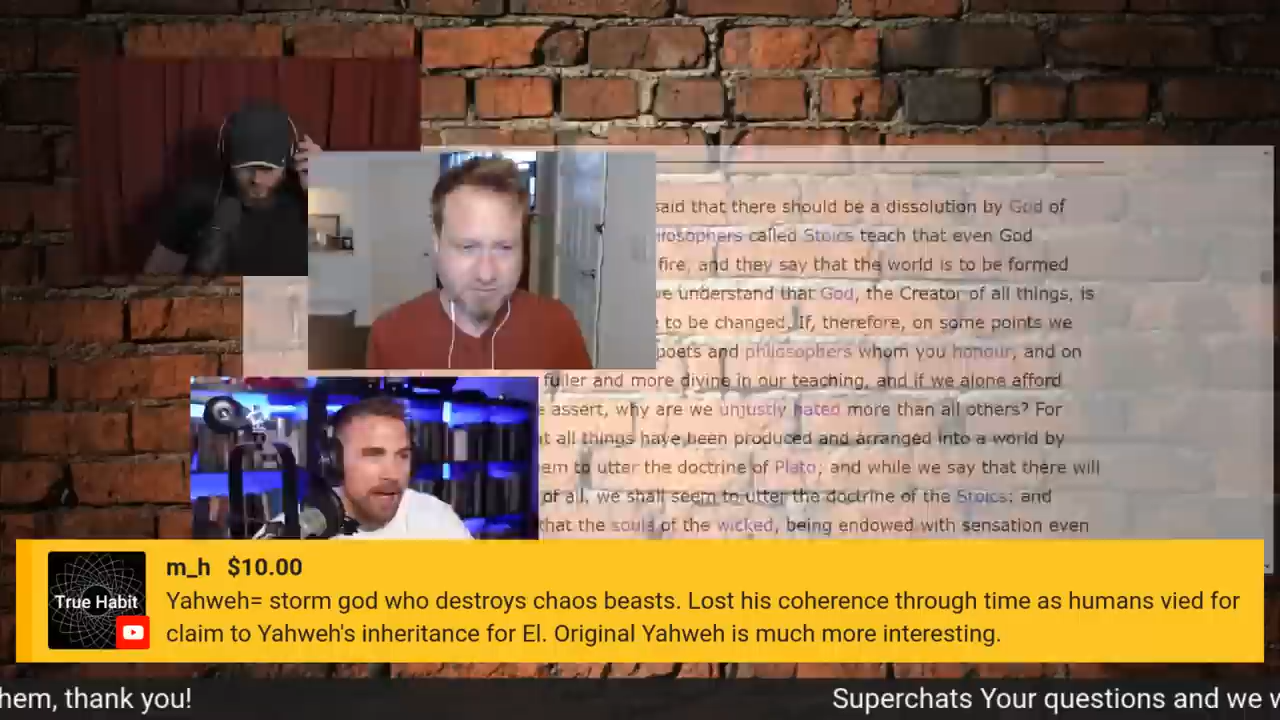 said that there should be a dissolution by God of
called Stoics teach that even God
fire, and they say that the world is to be formed
understand that God, the Creator of all things, is
to be changed. If, therefore, on some points we
poets and philosophers whom you honour, and on
fuller and more divine in our teaching, and if we alone afford
assert, why are we unjustly hated more than all others? For
all things have been produced and arranged into a world by
to utter the doctrine of Plato; and while we say that there will
of all, we shall seem to utter the doctrine of the Stoics: and
that the souls of the wicked, being endowed with sensation even
True Habit
m_h $10.00
Yahweh= storm god who destroys chaos beasts. Lost his coherence through time as humans vied for
claim to Yahweh's inheritance for El. Original Yahweh is much more interesting.
hem, thank you! Superchats Your questions and we w